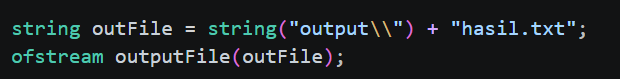 string outFile = string("output\\") + "hasil.txt";
ofstream outputFile(outFile);